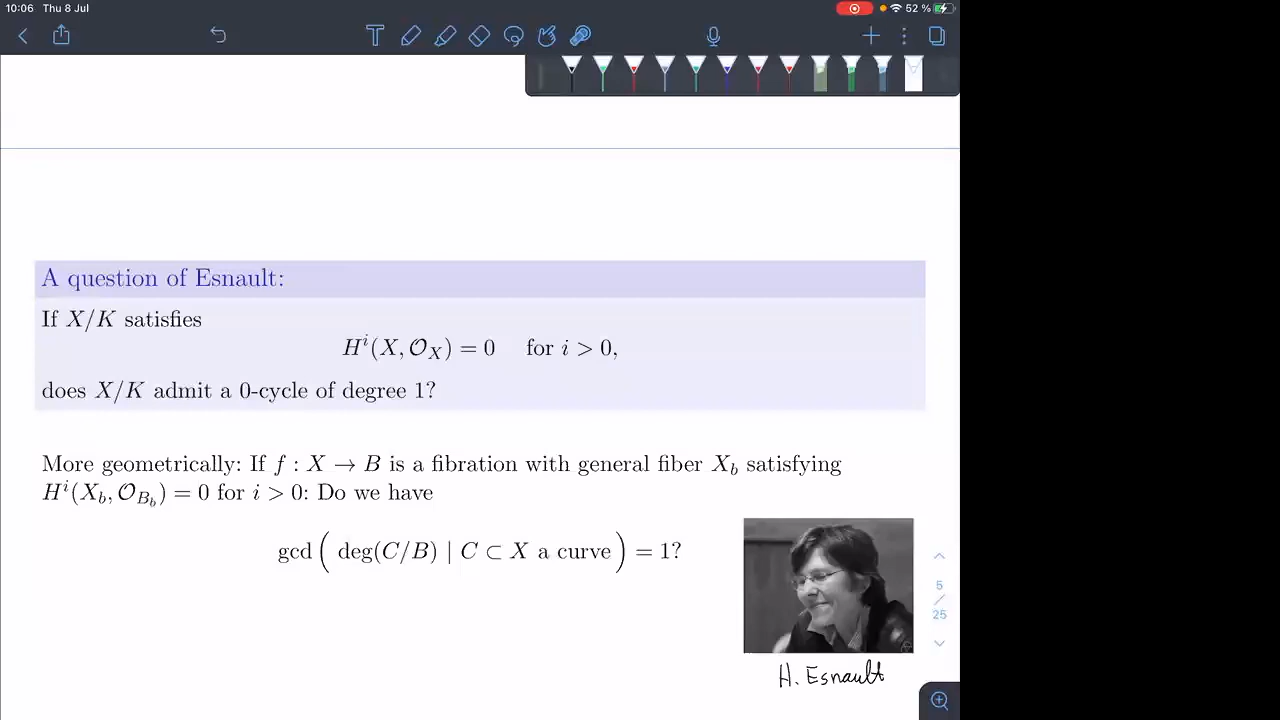 10:06 Thu 8 Jul
52 %
A question of Esnault:
If X/K satisfies
Hⁱ(X, 𝒪_X) = 0 for i > 0,
does X/K admit a 0-cycle of degree 1?
More geometrically: If f : X → B is a fibration with general fiber X_b satisfying
Hⁱ(X_b, 𝒪_{B_b}) = 0 for i > 0: Do we have
gcd ( deg(C/B) | C ⊂ X a curve ) = 1?
5
/
25
H. Esnault